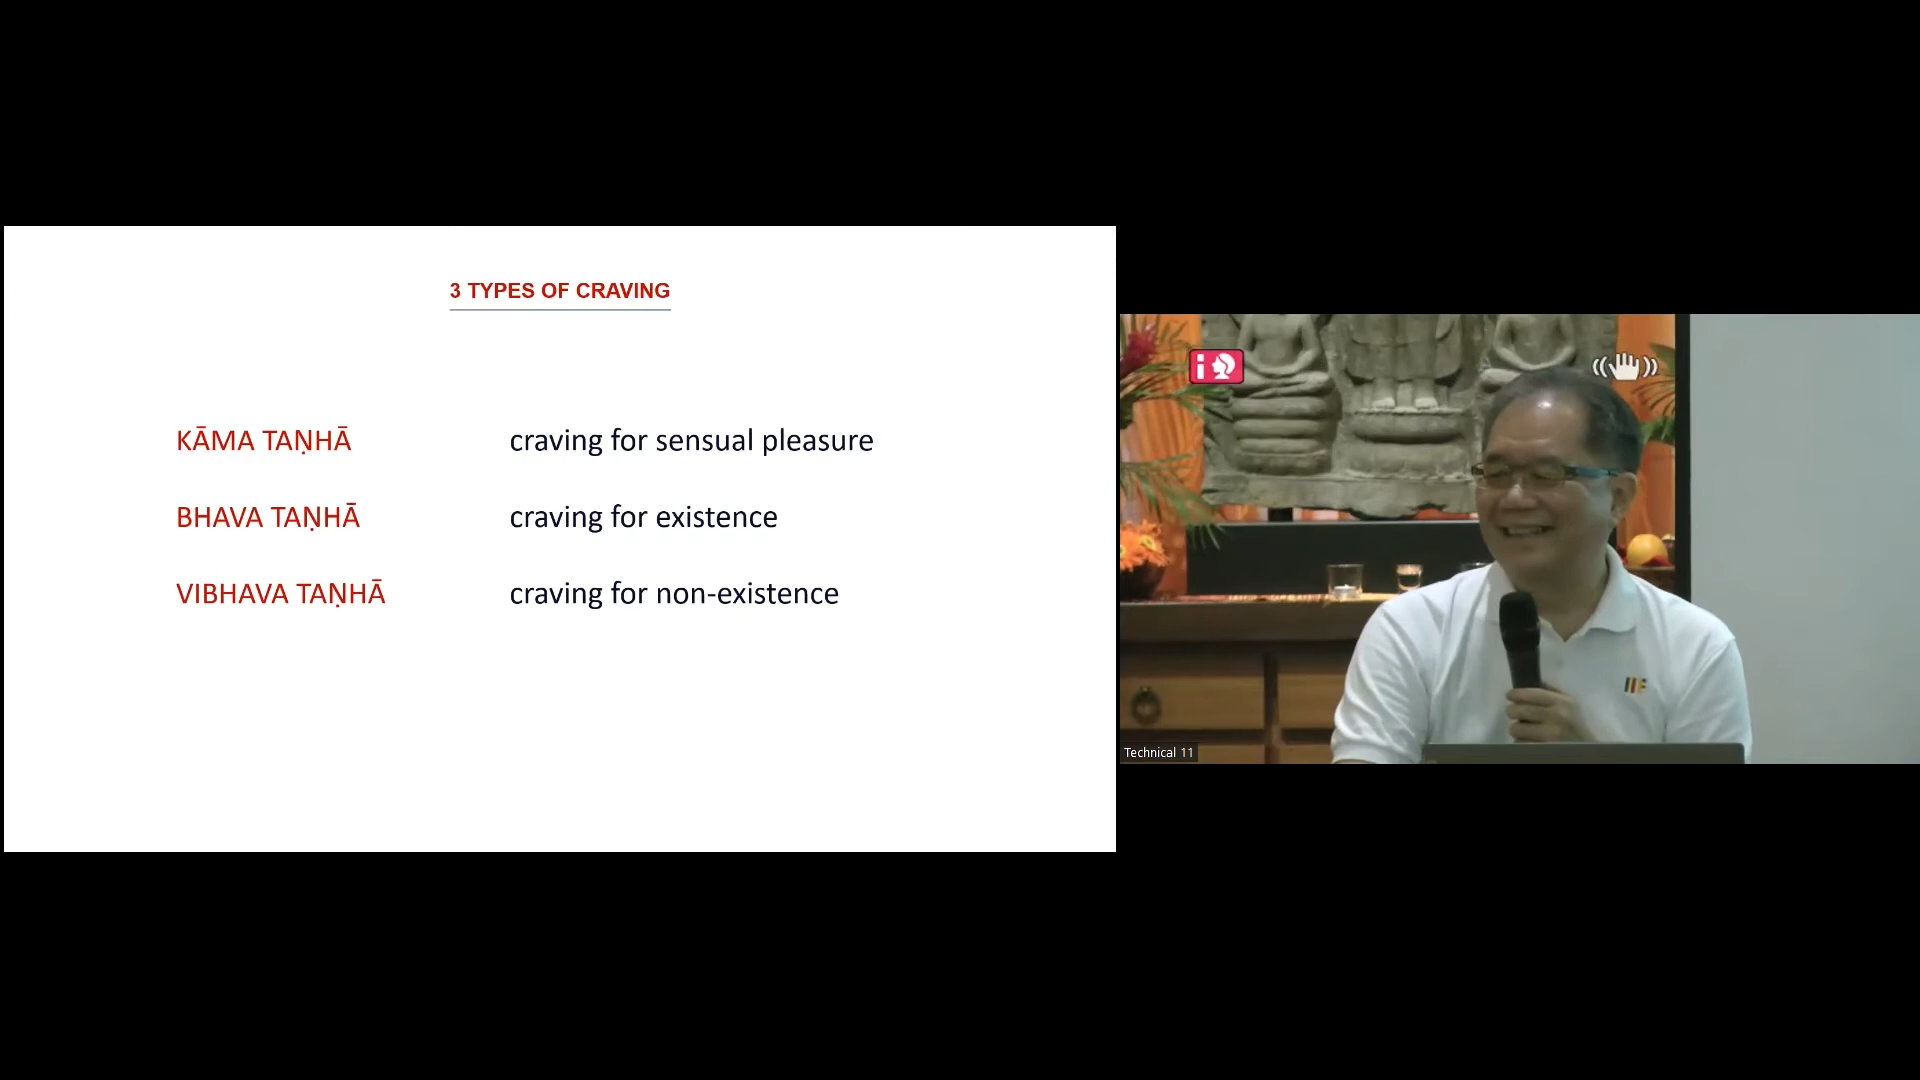 3 TYPES OF CRAVING
KĀMA TAṆHĀ craving for sensual pleasure
BHAVA TAṆHĀ craving for existence
VIBHAVA TAṆHĀ craving for non-existence
Technical 11